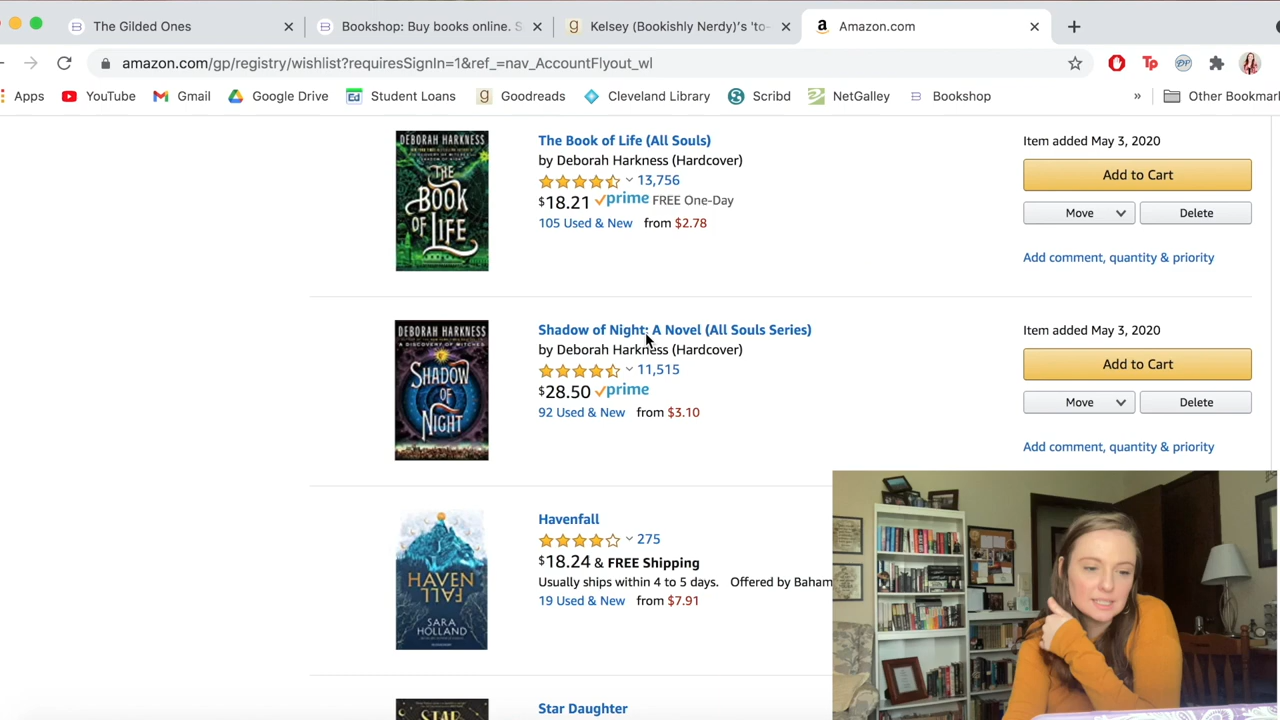 The Gilded Ones
Bookshop: Buy books online. S
Kelsey (Bookishly Nerdy)'s 'to-
Amazon.com
amazon.com/gp/registry/wishlist?requiresSignIn=1&ref_=nav_AccountFlyout_wl
Apps YouTube Gmail Google Drive Student Loans Goodreads Cleveland Library Scribd NetGalley Bookshop » Other Bookmar
DEBORAH HARKNESS
THE
BOOK
OF LIFE
The Book of Life (All Souls)
by Deborah Harkness (Hardcover)
13,756
$18.21 prime FREE One-Day
105 Used & New from $2.78
Item added May 3, 2020
Add to Cart
Move Delete
Add comment, quantity & priority
DEBORAH HARKNESS
A DISCOVERY OF WITCHES
SHADOW
OF
NIGHT
Shadow of Night: A Novel (All Souls Series)
by Deborah Harkness (Hardcover)
11,515
$28.50 prime
92 Used & New from $3.10
Item added May 3, 2020
Add to Cart
Move Delete
Add comment, quantity & priority
HAVEN
FALL
SARA
HOLLAND
Havenfall
275
$18.24 & FREE Shipping
Usually ships within 4 to 5 days. Offered by Baham
19 Used & New from $7.91
STAR
Star Daughter